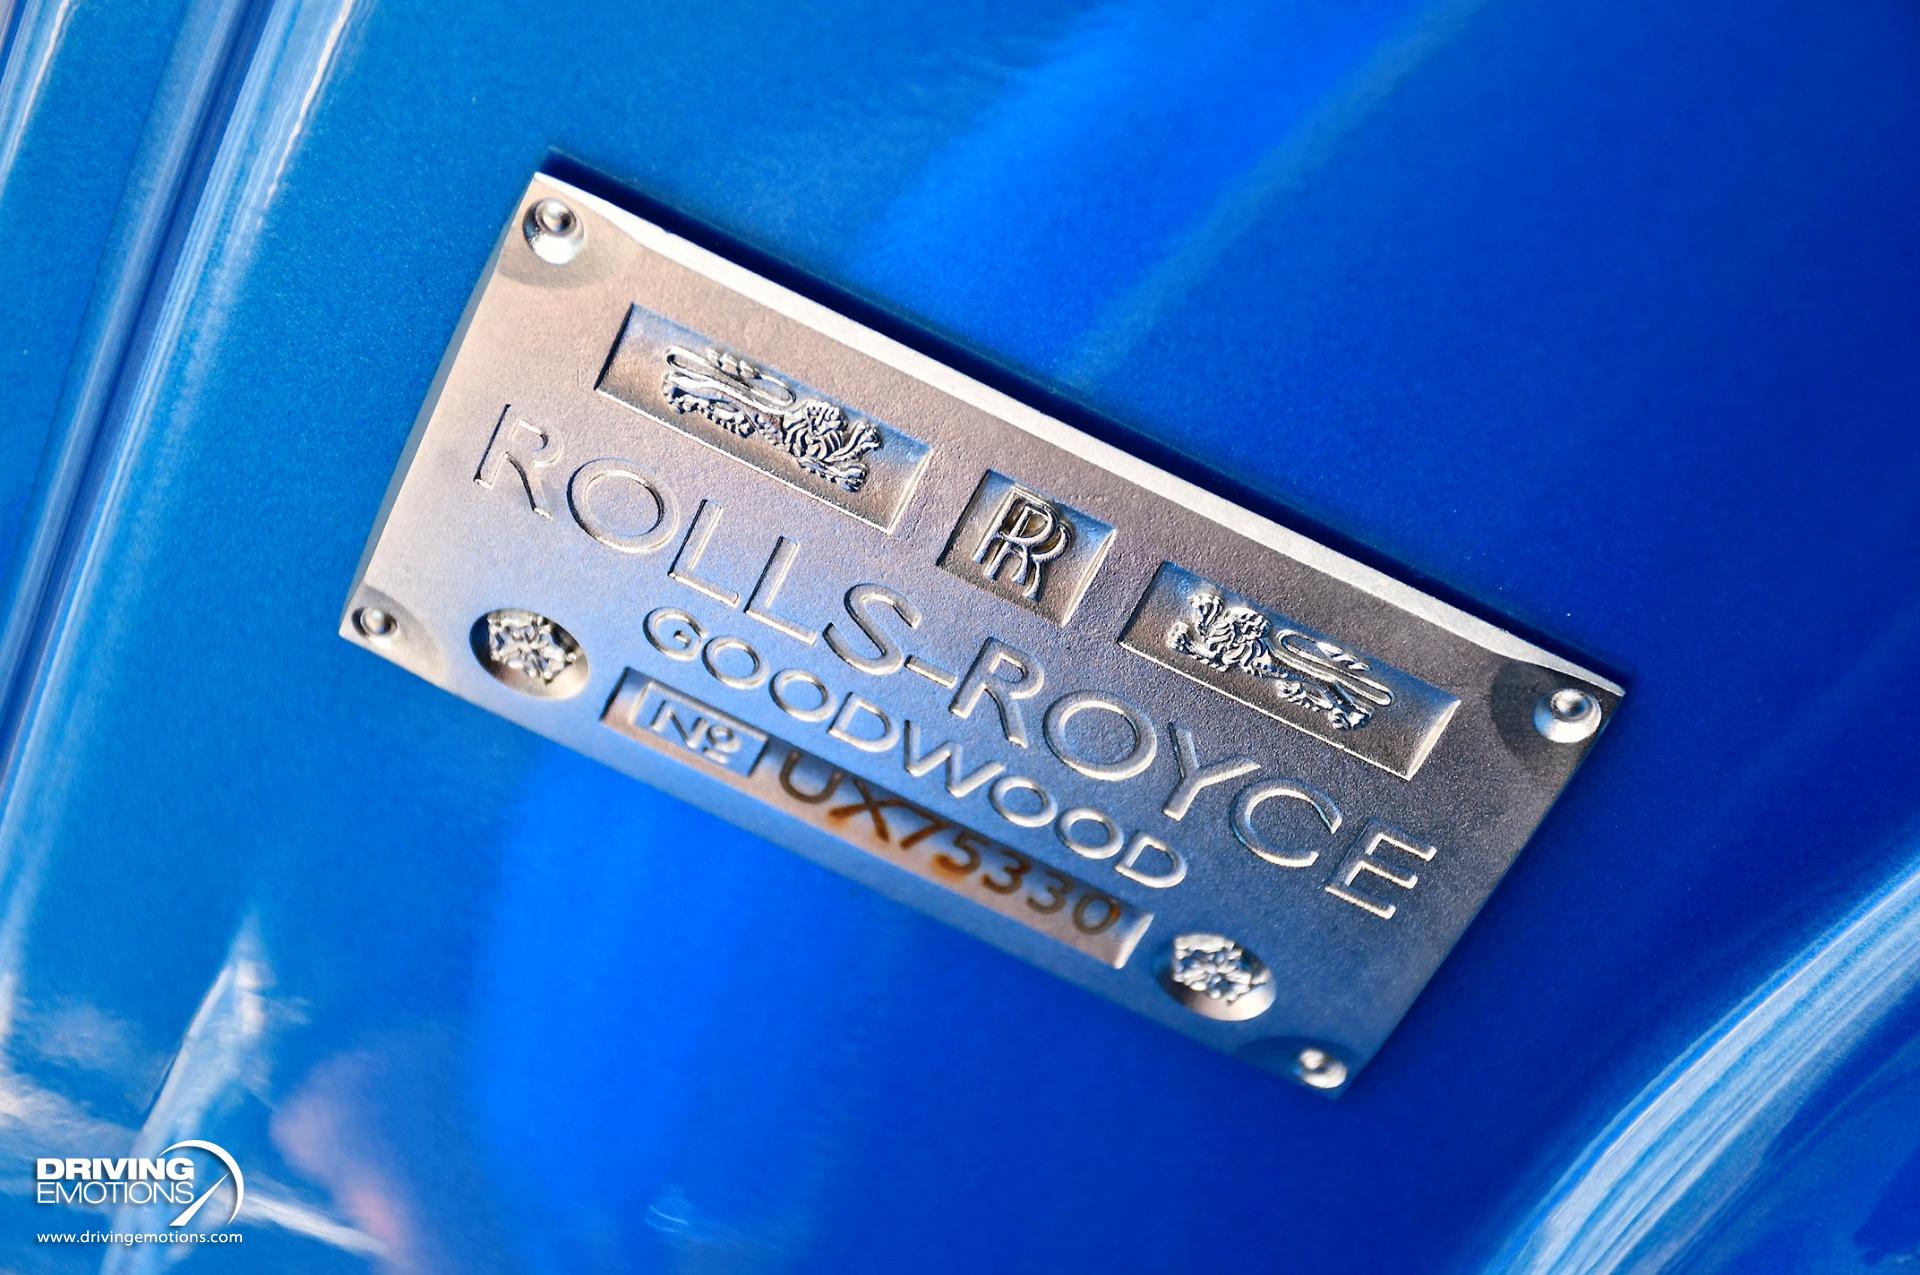 RR
ROLLS-ROYCE
GOODWOOD
Nº UX75330
DRIVING
EMOTIONS
www.drivingemotions.com